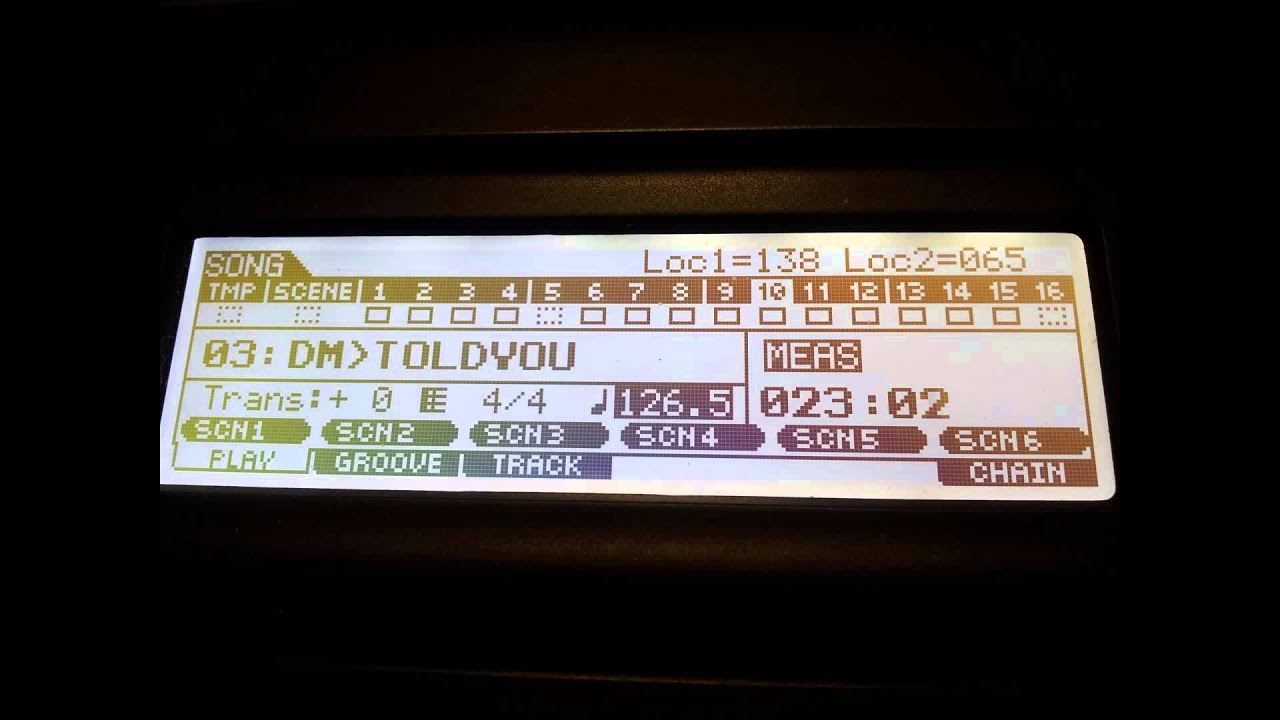 SONG Loc1=138 Loc2=065
TMP SCENE 1 2 3 4 5 6 7 8 9 10 11 12 13 14 15 16
03:DM>TOLDYOU MEAS
Trans:+ 0 4/4 ♩126.5 023:02
SCN1 SCN2 SCN3 SCN4 SCN5 SCN6
PLAY GROOVE TRACK CHAIN